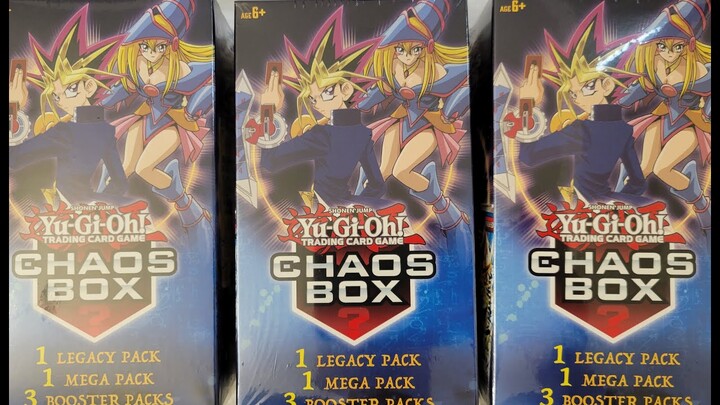 AGE 6+
SHONEN JUMP
Yu-Gi-Oh!
TRADING CARD GAME
CHAOS
BOX
?
1 LEGACY PACK
1 MEGA PACK
3 BOOSTER PACKS
AGE 6+
SHONEN JUMP
Yu-Gi-Oh!
TRADING CARD GAME
CHAOS
BOX
?
1 LEGACY PACK
1 MEGA PACK
3 BOOSTER PACKS
AGE 6+
SHONEN JUMP
Yu-Gi-Oh!
TRADING CARD GAME
CHAOS
BOX
?
1 LEGACY PACK
1 MEGA PACK
3 BOOSTER PACKS